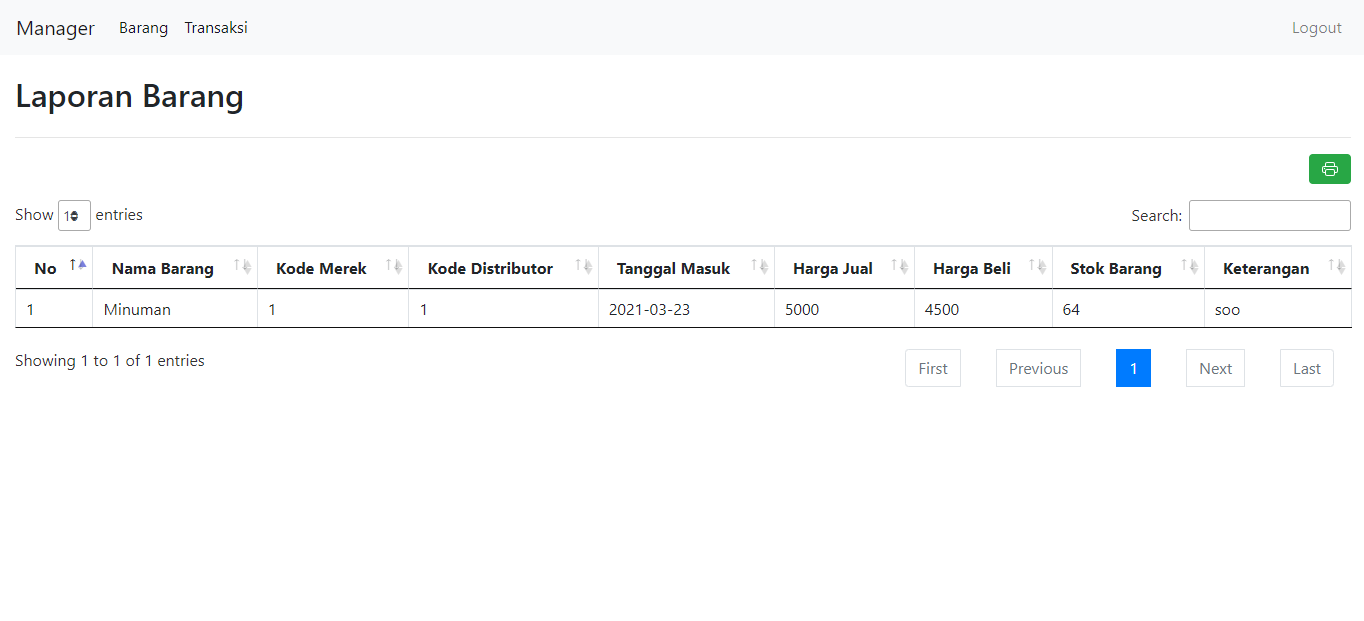 Manager Barang Transaksi Logout
Laporan Barang
Show 10 entries Search:
No Nama Barang Kode Merek Kode Distributor Tanggal Masuk Harga Jual Harga Beli Stok Barang Keterangan
1 Minuman 1 1 2021-03-23 5000 4500 64 soo
Showing 1 to 1 of 1 entries First Previous 1 Next Last